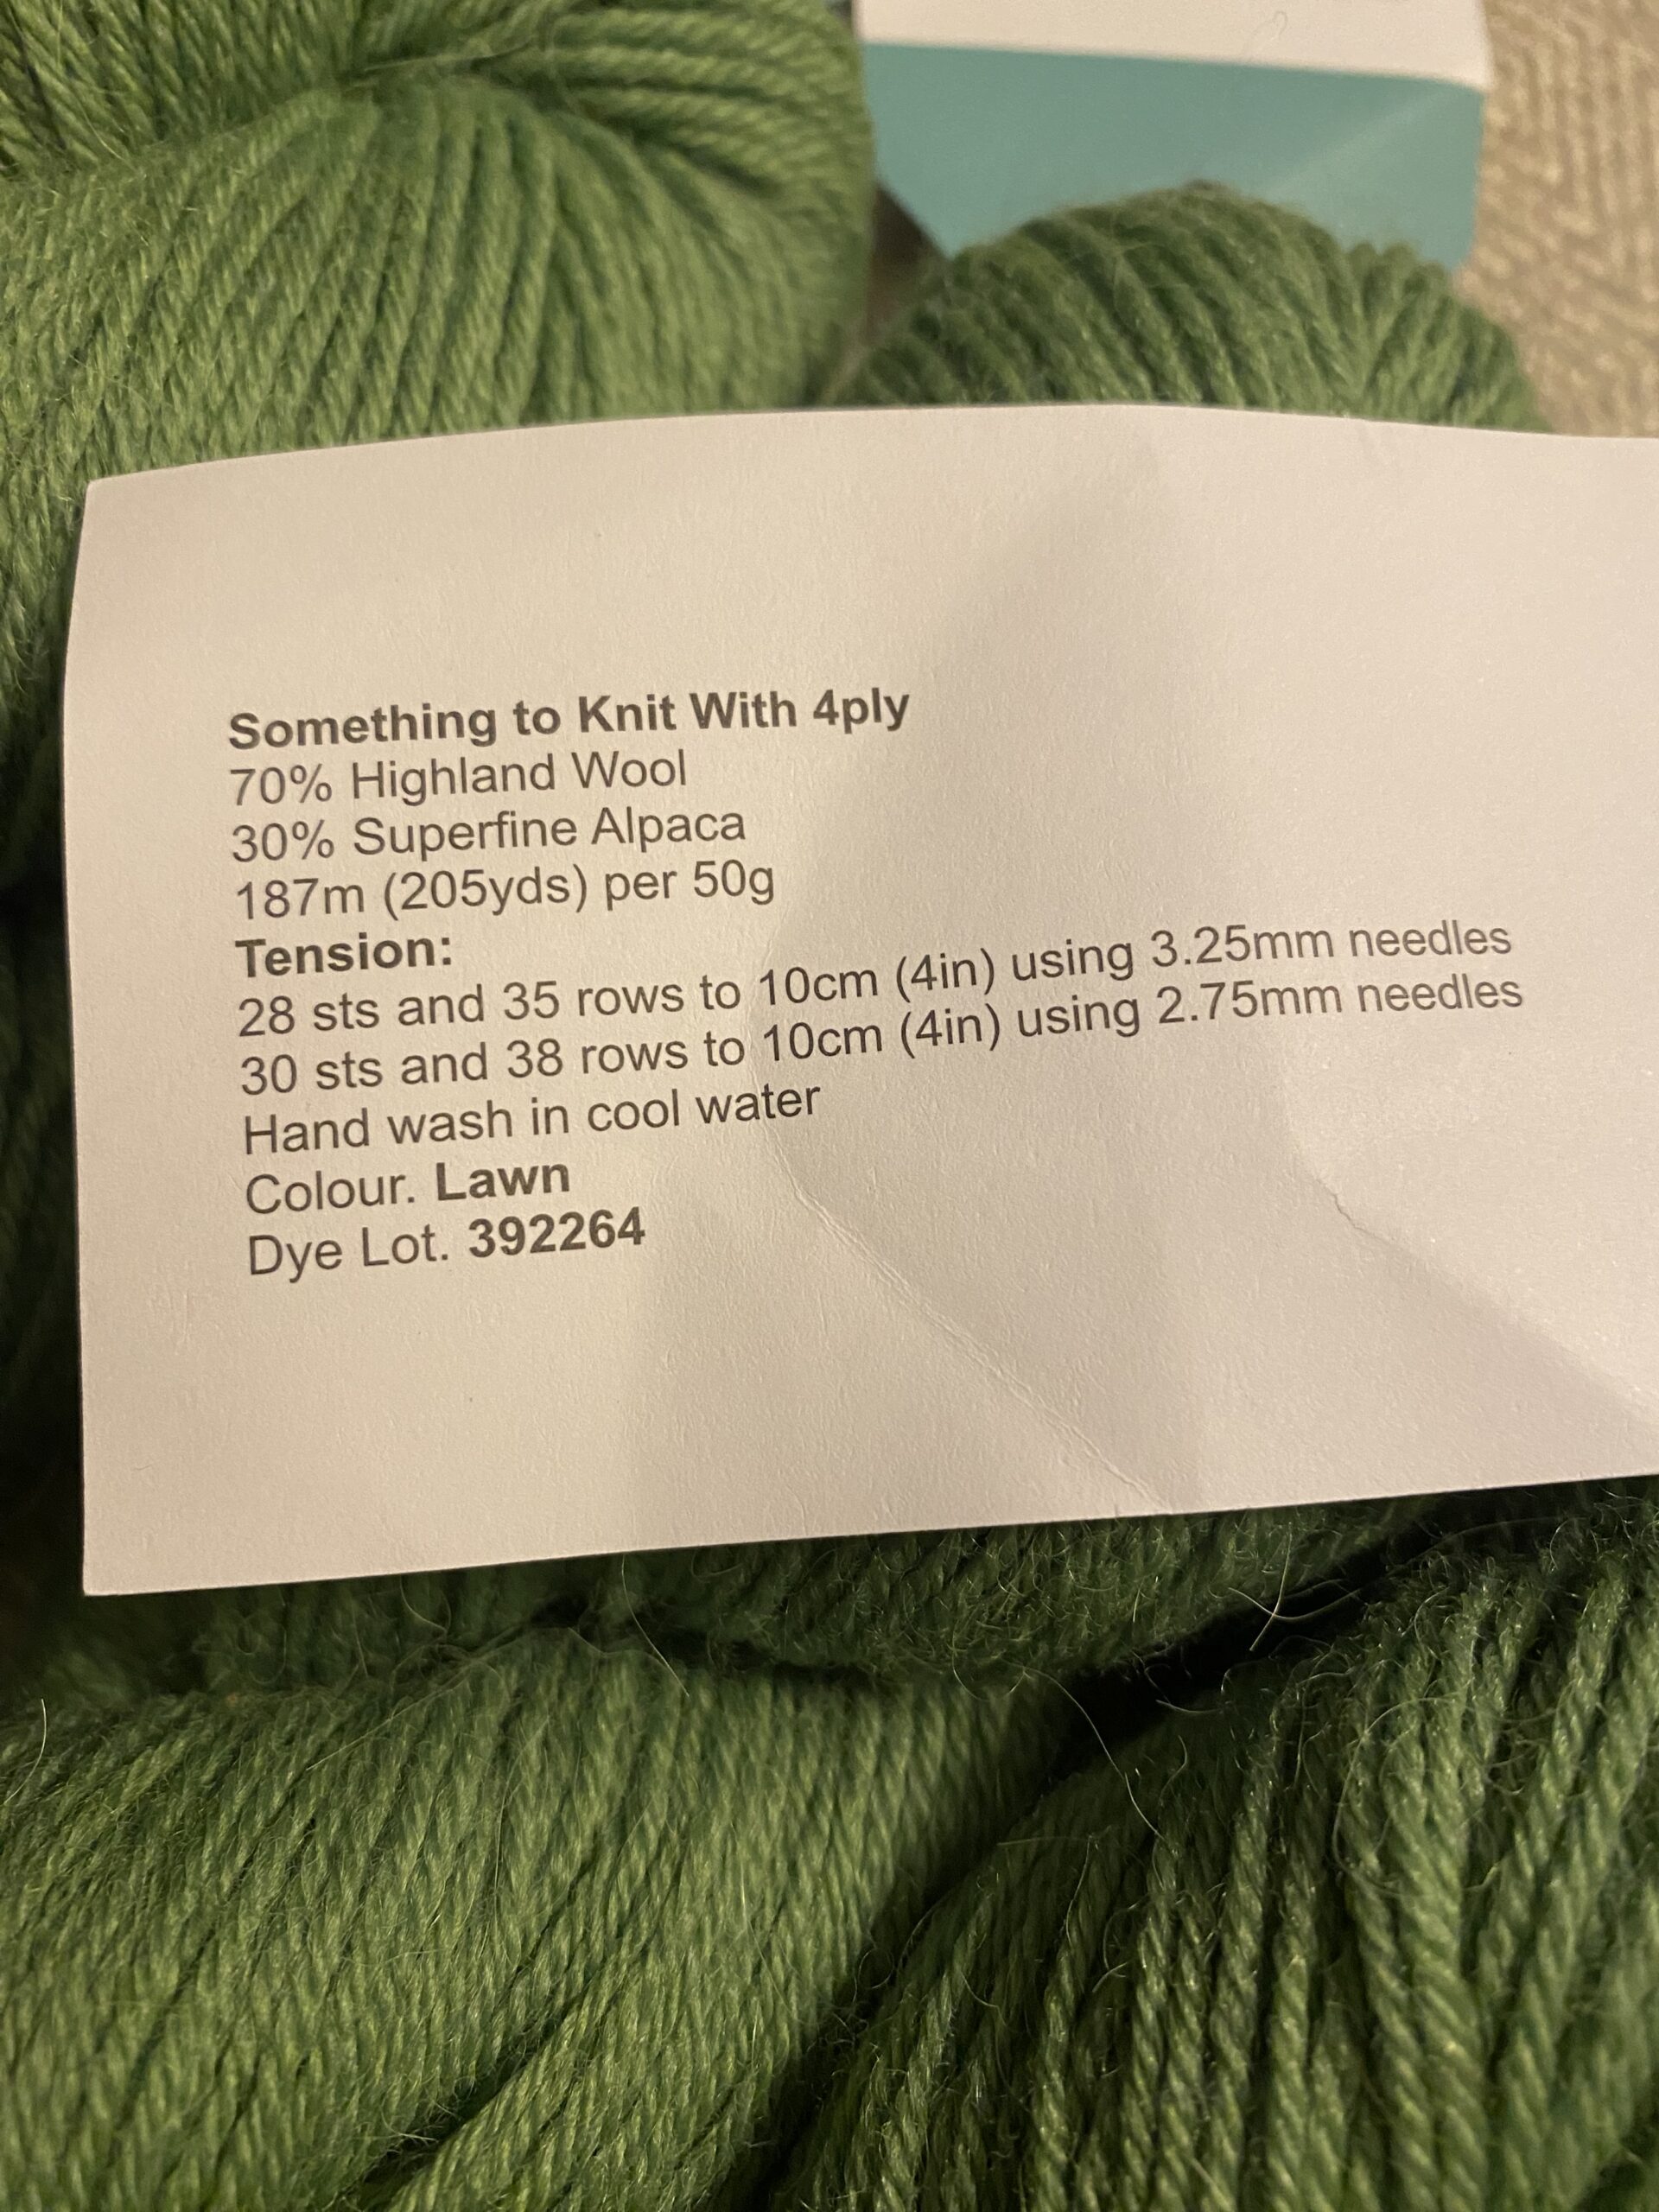 Something to Knit With 4ply
70% Highland Wool
30% Superfine Alpaca
187m (205yds) per 50g
Tension:
28 sts and 35 rows to 10cm (4in) using 3.25mm needles
30 sts and 38 rows to 10cm (4in) using 2.75mm needles
Hand wash in cool water
Colour. Lawn
Dye Lot. 392264